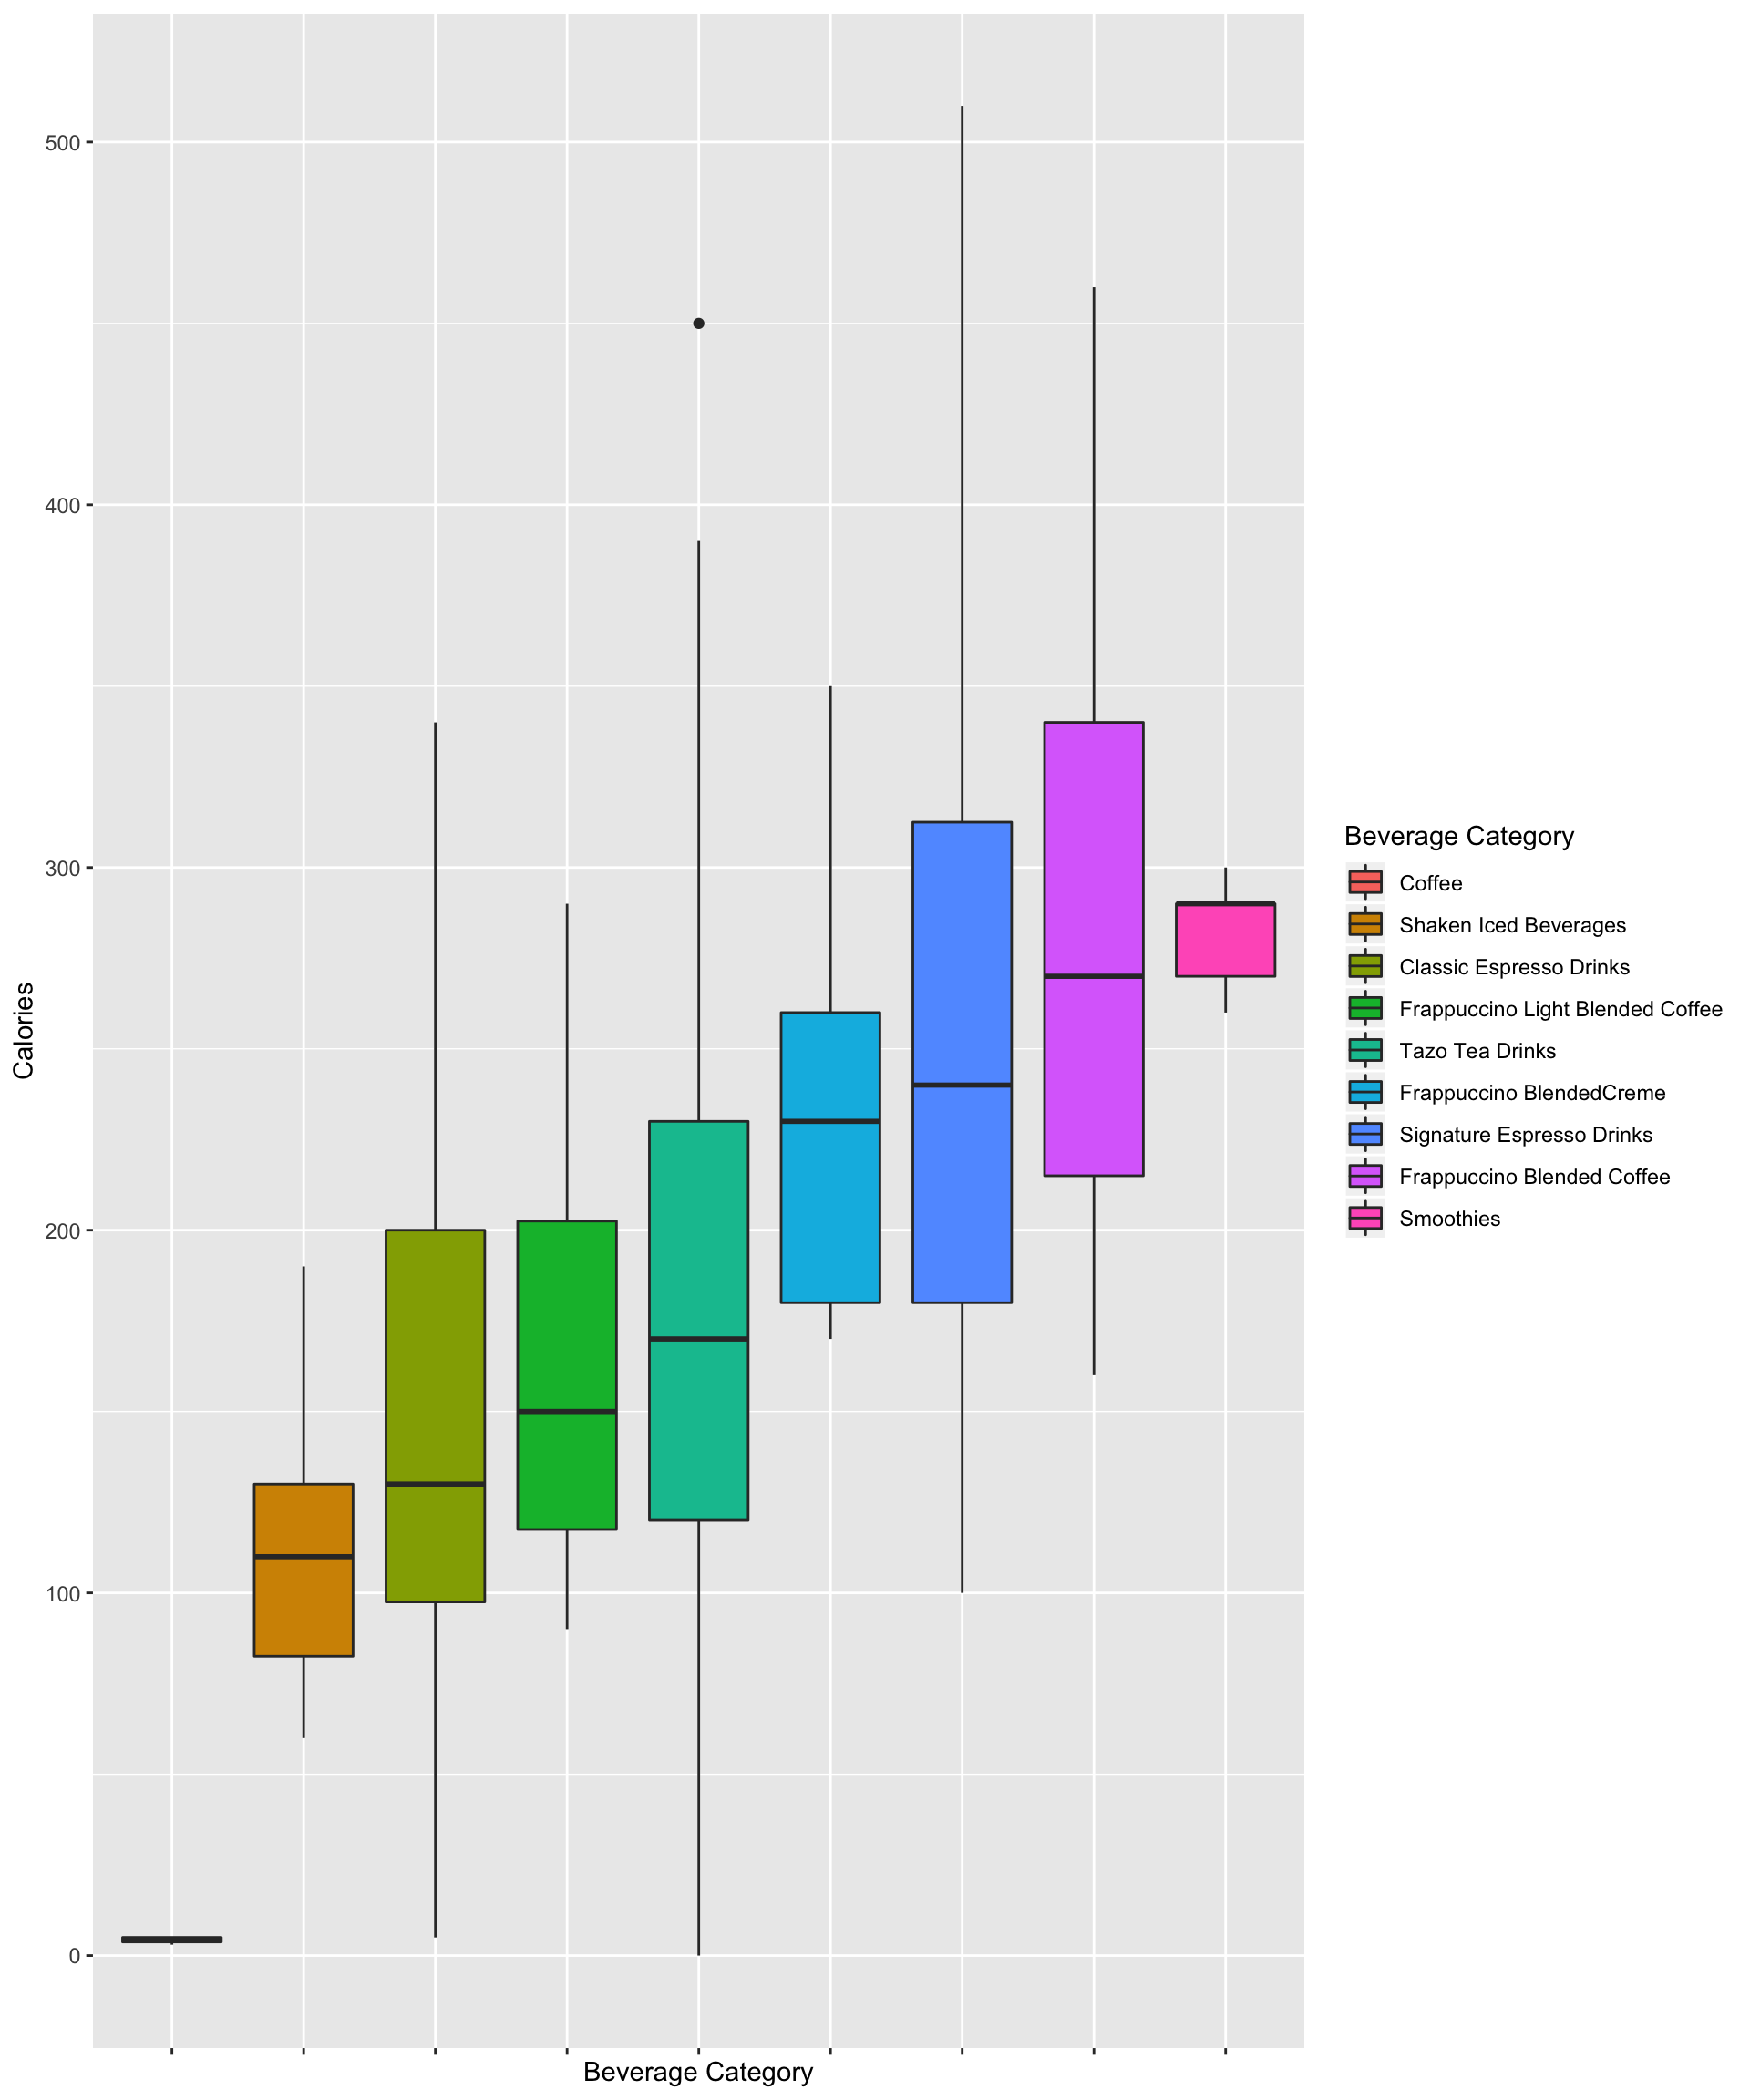 500
400
300
200
100
0
Calories
Beverage Category
Beverage Category
Coffee
Shaken Iced Beverages
Classic Espresso Drinks
Frappuccino Light Blended Coffee
Tazo Tea Drinks
Frappuccino BlendedCreme
Signature Espresso Drinks
Frappuccino Blended Coffee
Smoothies